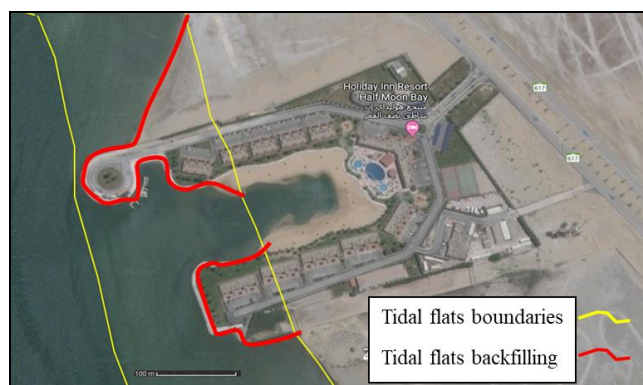 617
Holiday Inn Resort
Half Moon Bay
منتجع هوليداي إن
شاطئ نصف القمر
617
Tidal flats boundaries
Tidal flats backfilling
100 m